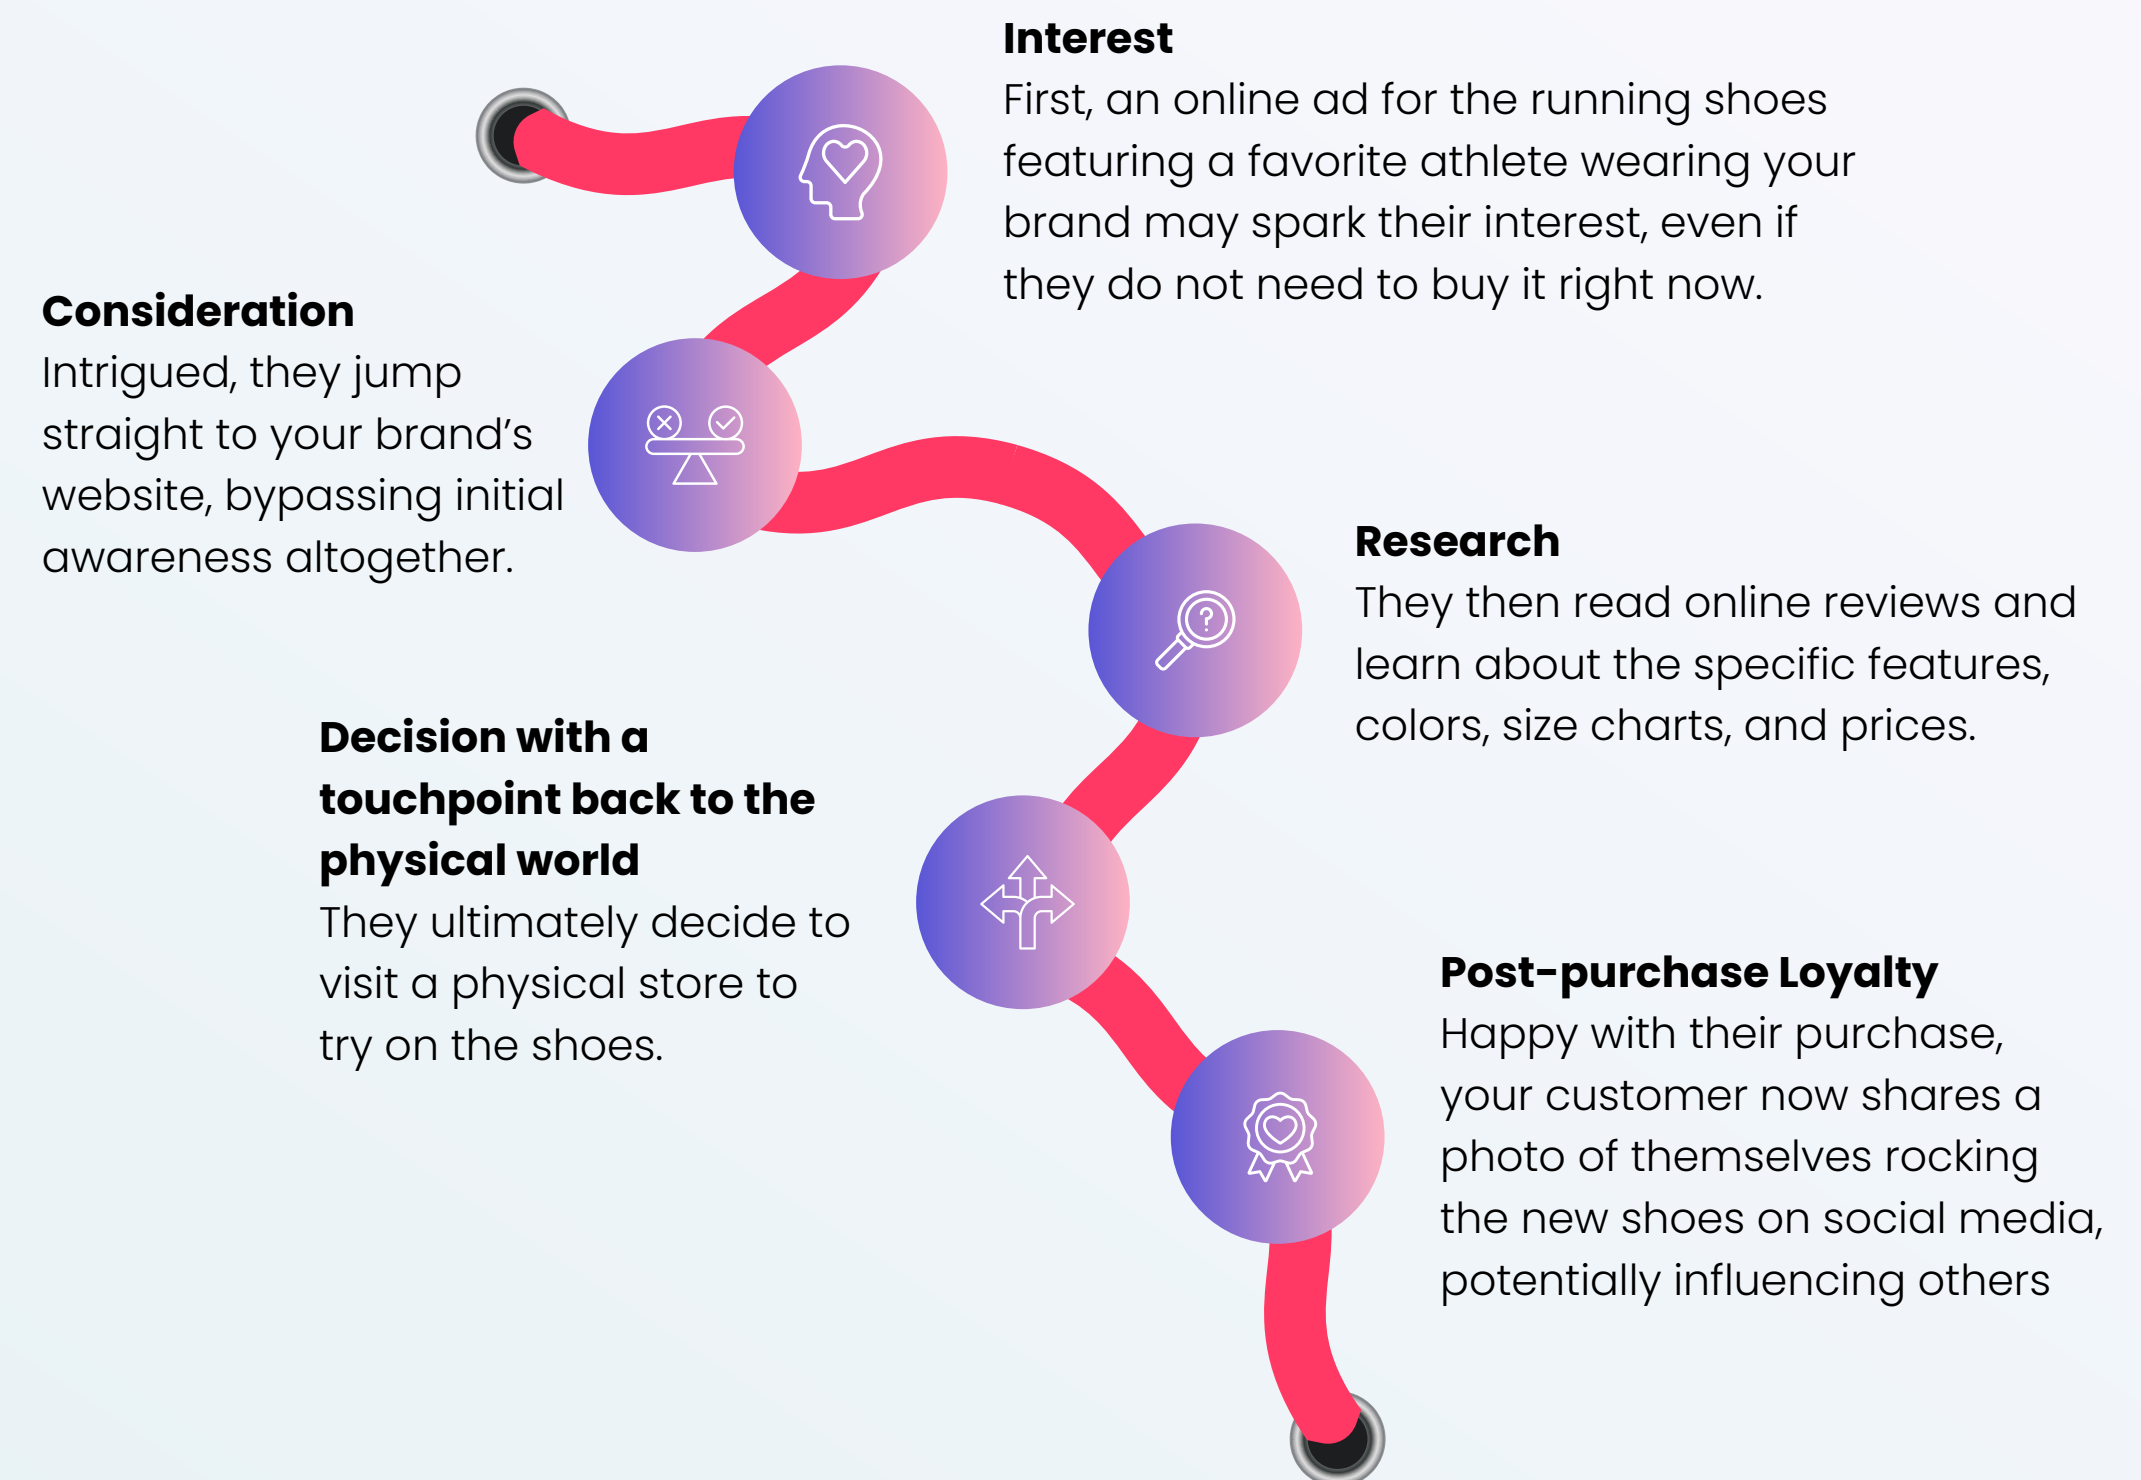 Interest
First, an online ad for the running shoes
featuring a favorite athlete wearing your
brand may spark their interest, even if
they do not need to buy it right now.
Consideration
Intrigued, they jump
straight to your brand’s
website, bypassing initial
awareness altogether.
Research
They then read online reviews and
learn about the specific features,
colors, size charts, and prices.
Decision with a
touchpoint back to the
physical world
They ultimately decide to
visit a physical store to
try on the shoes.
Post-purchase Loyalty
Happy with their purchase,
your customer now shares a
photo of themselves rocking
the new shoes on social media,
potentially influencing others